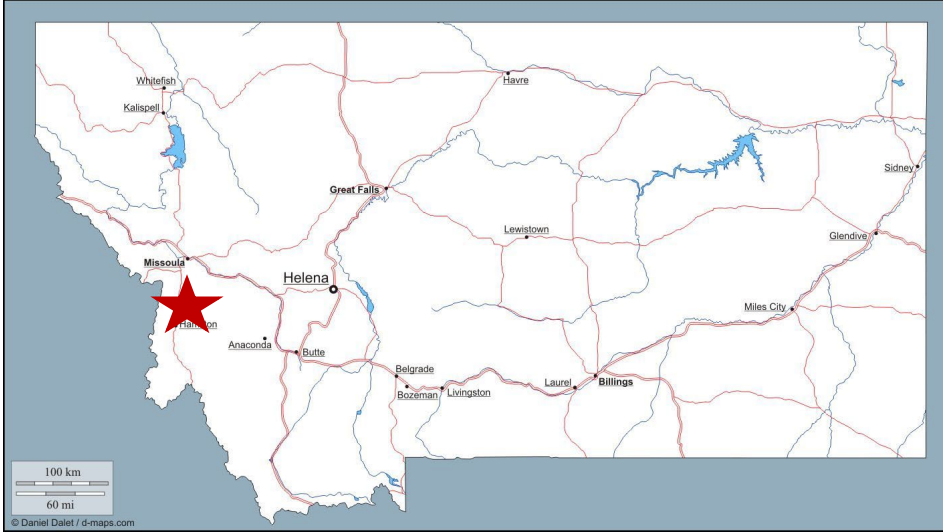 Whitefish
Havre
Kalispell
Sidney
Great Falls
Lewistown
Glendive
Missoula
Helena
Miles City
Anaconda
Butte
Belgrade
Laurel
Billings
Bozeman
Livingston
100 km
60 mi
© Daniel Dalet / d-maps.com